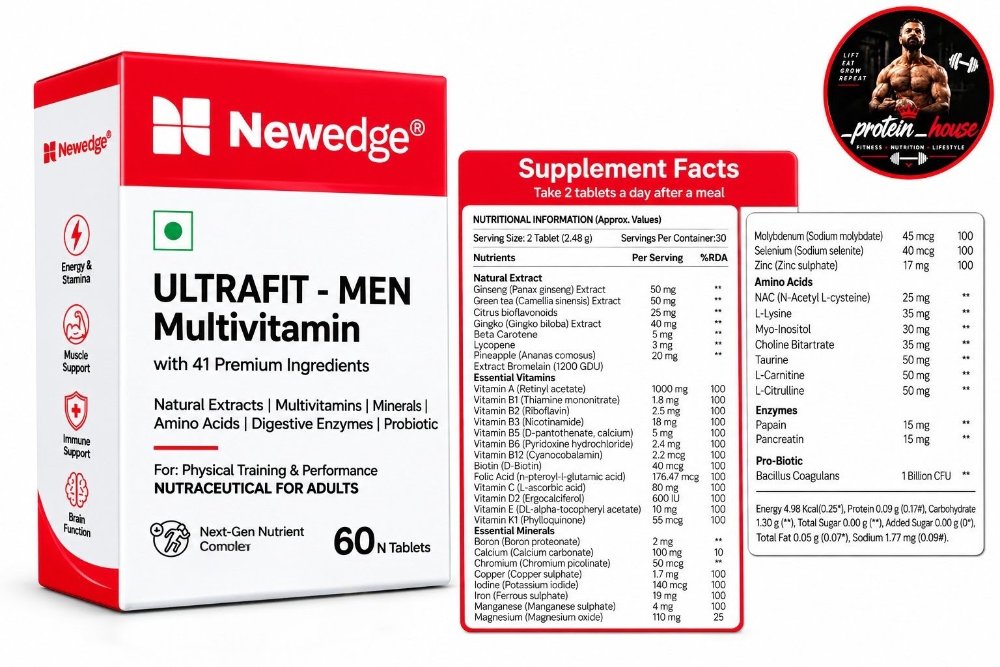 Newedge®
Energy &
Stamina
Muscle
Support
Immune
Support
Brain
Function
Newedge®
ULTRAFIT - MEN
Multivitamin
with 41 Premium Ingredients
Natural Extracts | Multivitamins | Minerals |
Amino Acids | Digestive Enzymes | Probiotic
For: Physical Training & Performance
NUTRACEUTICAL FOR ADULTS
Next-Gen Nutrient
Compler
60 N Tablets
Supplement Facts
Take 2 tablets a day after a meal
NUTRITIONAL INFORMATION (Approx. Values)
Serving Size: 2 Tablet (2.48 g) Servings Per Container:30
Nutrients Per Serving %RDA
Natural Extract
Ginseng (Panax ginseng) Extract 50 mg **
Green tea (Camellia sinensis) Extract 50 mg **
Citrus bioflavonoids 25 mg **
Gingko (Gingko biloba) Extract 40 mg **
Beta Carotene 5 mg **
Lycopene 3 mg **
Pineapple (Ananas comosus) 20 mg **
Extract Bromelain (1200 GDU)
Essential Vitamins
Vitamin A (Retinyl acetate) 1000 mg 100
Vitamin B1 (Thiamine mononitrate) 1.8 mg 100
Vitamin B2 (Riboflavin) 2.5 mg 100
Vitamin B3 (Nicotinamide) 18 mg 100
Vitamin B5 (D-pantothenate, calcium) 5 mg 100
Vitamin B6 (Pyridoxine hydrochloride) 2.4 mg 100
Vitamin B12 (Cyanocobalamin) 2.2 mcg 100
Biotin (D-Biotin) 40 mcg 100
Folic Acid (n-pteroyl-l-glutamic acid) 176.47 mcg 100
Vitamin C (L-ascorbic acid) 80 mg 100
Vitamin D2 (Ergocalciferol) 600 IU 100
Vitamin E (DL-alpha-tocopheryl acetate) 10 mg 100
Vitamin K1 (Phylloquinone) 55 mcg 100
Essential Minerals
Boron (Boron proteonate) 2 mg **
Calcium (Calcium carbonate) 100 mg 10
Chromium (Chromium picolinate) 50 mcg **
Copper (Copper sulphate) 1.7 mg 100
Iodine (Potassium iodide) 140 mcg 100
Iron (Ferrous sulphate) 19 mg 100
Manganese (Manganese sulphate) 4 mg 100
Magnesium (Magnesium oxide) 110 mg 25
LIFT
EAT
GROW
REPEAT
_protein_house
FITNESS • NUTRITION • LIFESTYLE
Molybdenum (Sodium molybdate) 45 mcg 100
Selenium (Sodium selenite) 40 mcg 100
Zinc (Zinc sulphate) 17 mg 100
Amino Acids
NAC (N-Acetyl L-cysteine) 25 mg **
L-Lysine 35 mg **
Myo-Inositol 30 mg **
Choline Bitartrate 35 mg **
Taurine 50 mg **
L-Carnitine 50 mg **
L-Citrulline 50 mg **
Enzymes
Papain 15 mg **
Pancreatin 15 mg **
Pro-Biotic
Bacillus Coagulans 1 Billion CFU **
Energy 4.98 Kcal(0.25*), Protein 0.09 g (0.17#), Carbohydrate
1.30 g (**), Total Sugar 0.00 g (**), Added Sugar 0.00 g (0*),
Total Fat 0.05 g (0.07*), Sodium 1.77 mg (0.09#).